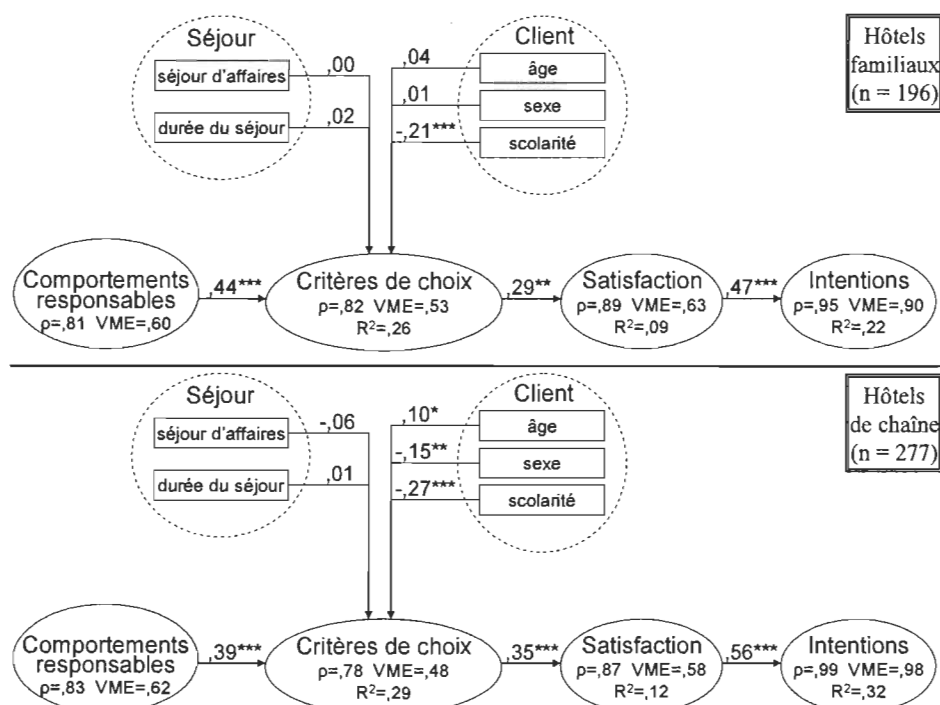 Séjour
séjour d'affaires
,00
durée du séjour
,02
Client
,04
âge
,01
sexe
-,21***
scolarité
Hôtels
familiaux
(n = 196)
Comportements
responsables
ρ=,81 VME=,60
,44***
Critères de choix
ρ=,82 VME=,53
R²=,26
,29**
Satisfaction
ρ=,89 VME=,63
R²=,09
,47***
Intentions
ρ=,95 VME=,90
R²=,22
Séjour
séjour d'affaires
-,06
durée du séjour
,01
Client
,10*
âge
-,15**
sexe
-,27***
scolarité
Hôtels
de chaîne
(n = 277)
Comportements
responsables
ρ=,83 VME=,62
,39***
Critères de choix
ρ=,78 VME=,48
R²=,29
,35***
Satisfaction
ρ=,87 VME=,58
R²=,12
,56***
Intentions
ρ=,99 VME=,98
R²=,32